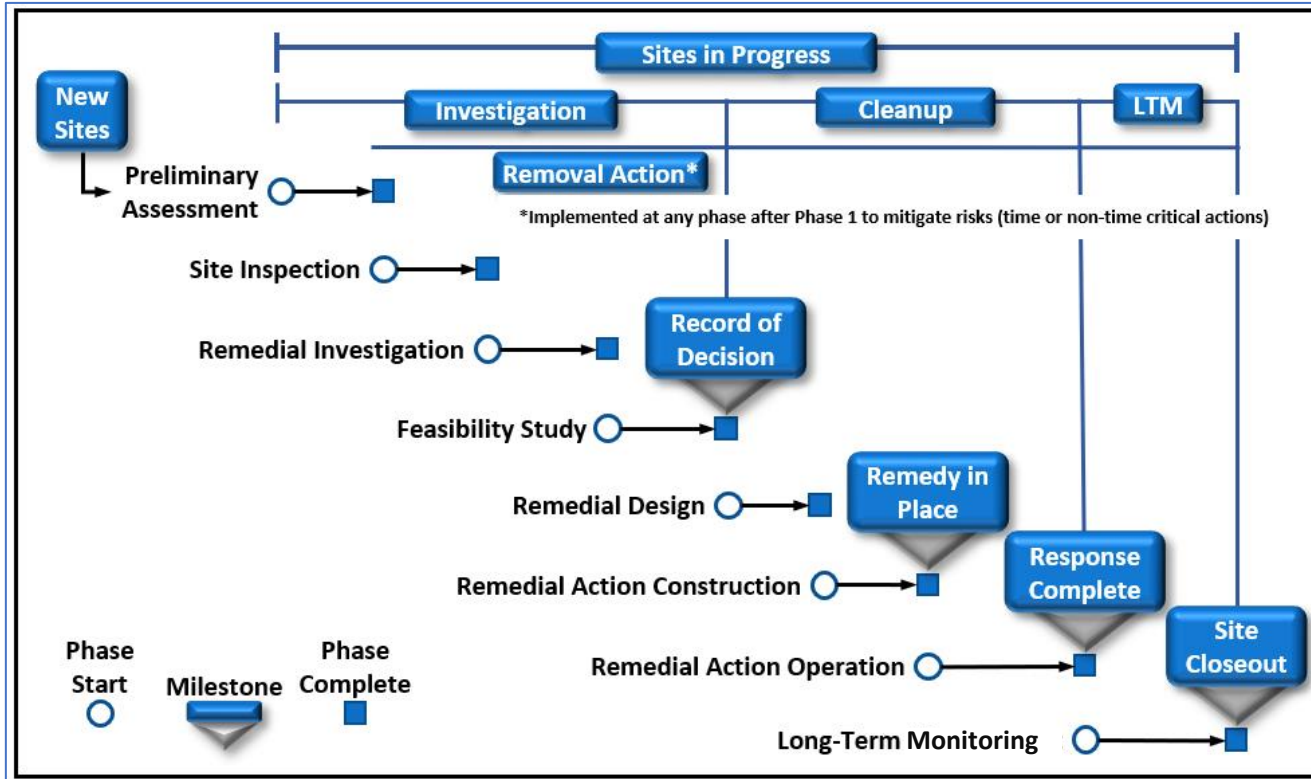 Sites in Progress
New
Sites
Investigation
Cleanup
LTM
Removal Action*
Preliminary
Assessment
*Implemented at any phase after Phase 1 to mitigate risks (time or non-time critical actions)
Site Inspection
Remedial Investigation
Record of
Decision
Feasibility Study
Remedial Design
Remedy in
Place
Remedial Action Construction
Response
Complete
Remedial Action Operation
Site
Closeout
Long-Term Monitoring
Phase
Start
Milestone
Phase
Complete